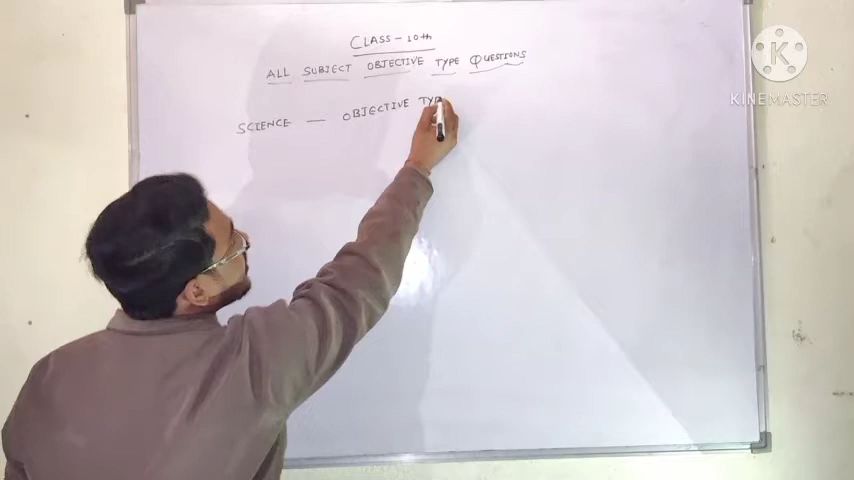 CLASS - 10th
ALL SUBJECT OBJECTIVE TYPE QUESTIONS
SCIENCE — OBJECTIVE TYP
KINEMASTER